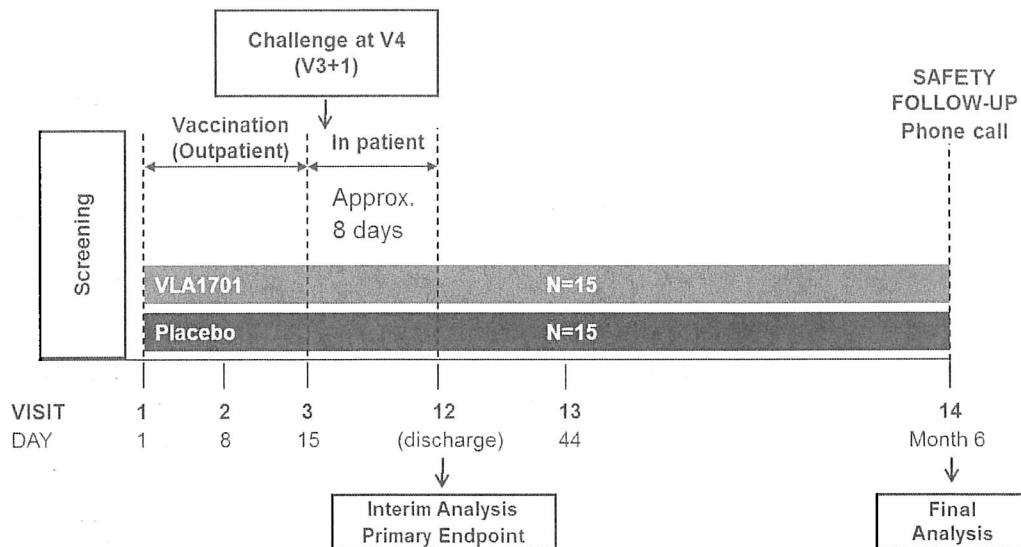 Challenge at V4
(V3+1)
SAFETY
FOLLOW-UP
Phone call
Screening
Vaccination
(Outpatient)
In patient
Approx.
8 days
VLA1701 N=15
Placebo N=15
VISIT 1 2 3 12 13 14
DAY 1 8 15 (discharge) 44 Month 6
Interim Analysis
Primary Endpoint
Final
Analysis